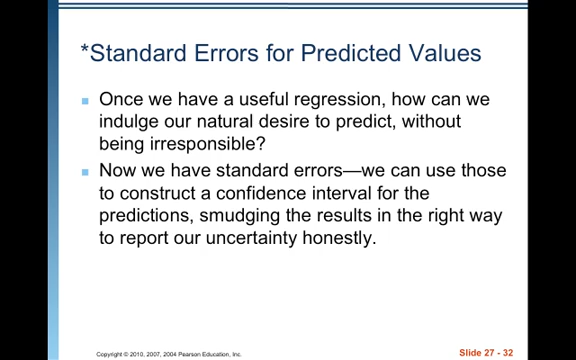 *Standard Errors for Predicted Values
Once we have a useful regression, how can we
indulge our natural desire to predict, without
being irresponsible?
Now we have standard errors—we can use those
to construct a confidence interval for the
predictions, smudging the results in the right way
to report our uncertainty honestly.
Copyright © 2010, 2007, 2004 Pearson Education, Inc.
Slide 27 - 32